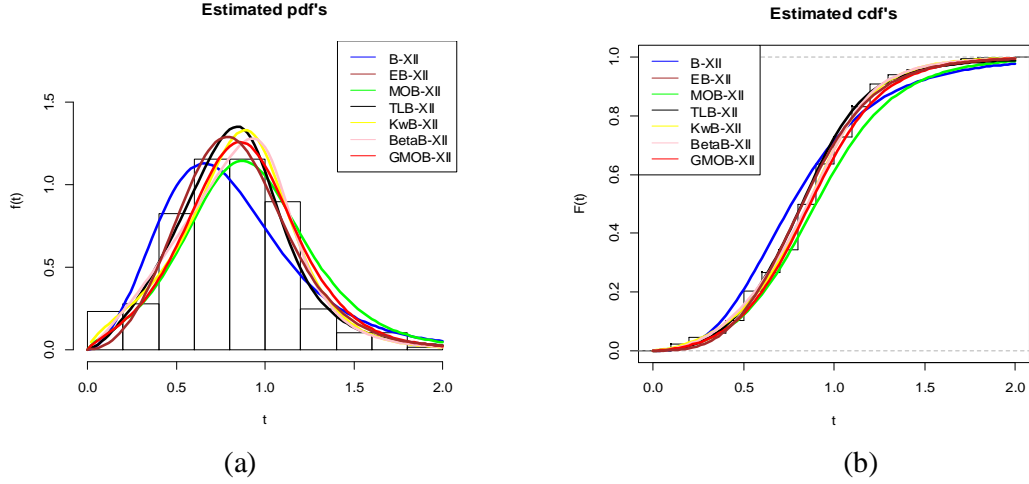 Estimated pdf's
B-XII
EB-XII
MOB-XII
TLB-XII
KwB-XII
BetaB-XII
GMOB-XII
f(t)
0.0
0.5
1.0
1.5
0.0
0.5
1.0
1.5
2.0
t
(a)
Estimated cdf's
B-XII
EB-XII
MOB-XII
TLB-XII
KwB-XII
BetaB-XII
GMOB-XII
F(t)
0.0
0.2
0.4
0.6
0.8
1.0
0.0
0.5
1.0
1.5
2.0
t
(b)